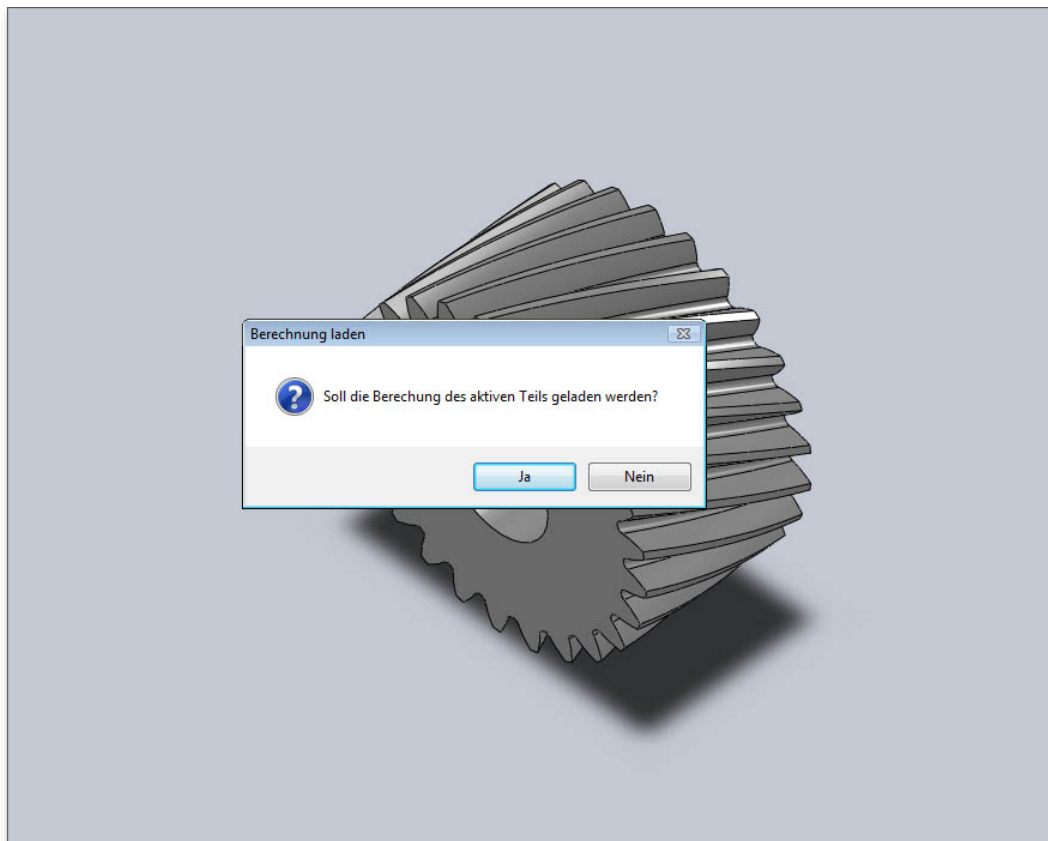 Berechnung laden
Soll die Berechung des aktiven Teils geladen werden?
Ja
Nein